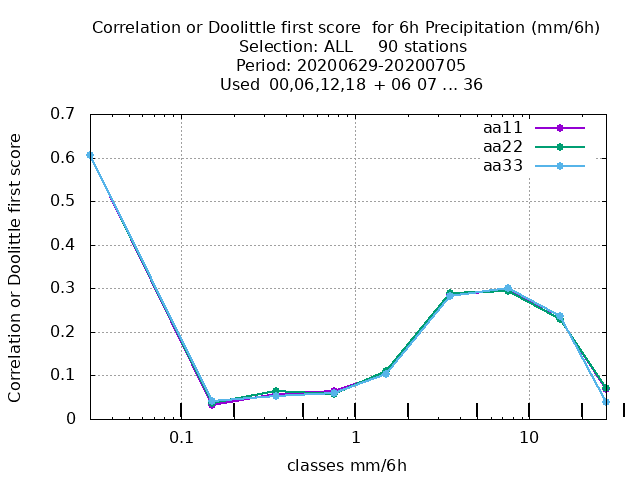 Correlation or Doolittle first score  for 6h Precipitation (mm/6h)
Selection: ALL     90 stations
Period: 20200629-20200705
Used  00,06,12,18  + 06 07 ... 36
aa11
aa22
aa33
Correlation or Doolittle first score
0.7
0.6
0.5
0.4
0.3
0.2
0.1
0
0.1 1 10
classes mm/6h